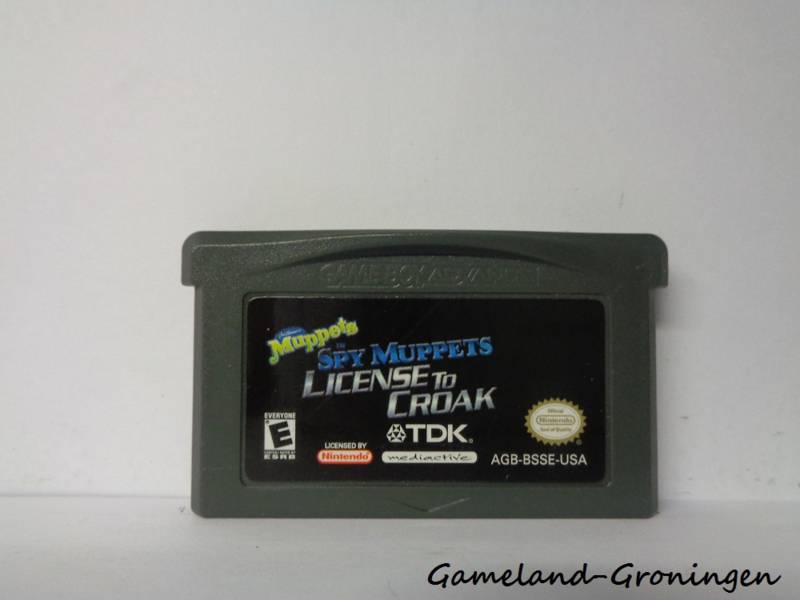 GAME BOY ADVANCE
Muppets
SPY MUPPETS
TM
LICENSE TO
CROAK
EVERYONE
E
ESRB
LICENSED BY
Nintendo
TDK®
mediactive
Official
Nintendo
Seal of Quality
AGB-BSSE-USA
Gameland-Groningen